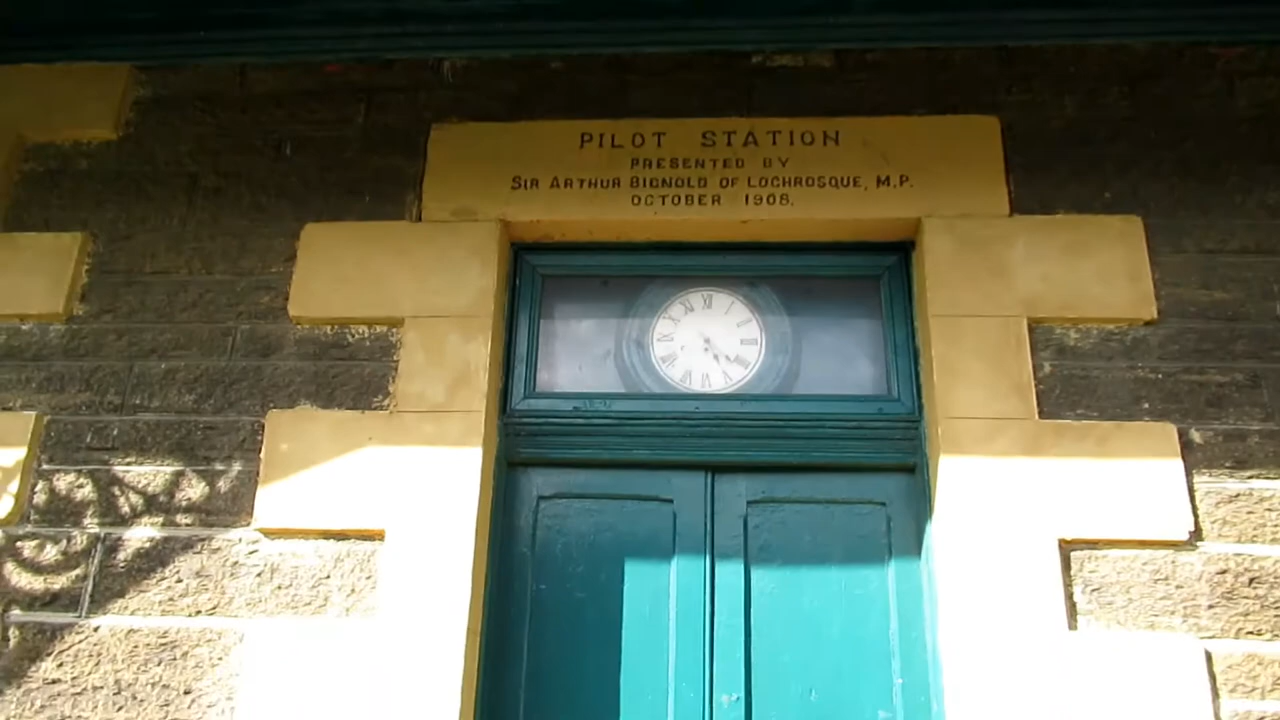 PILOT STATION
PRESENTED BY
SIR ARTHUR BIGNOLD OF LOCHROSQUE, M.P.
OCTOBER 1908.